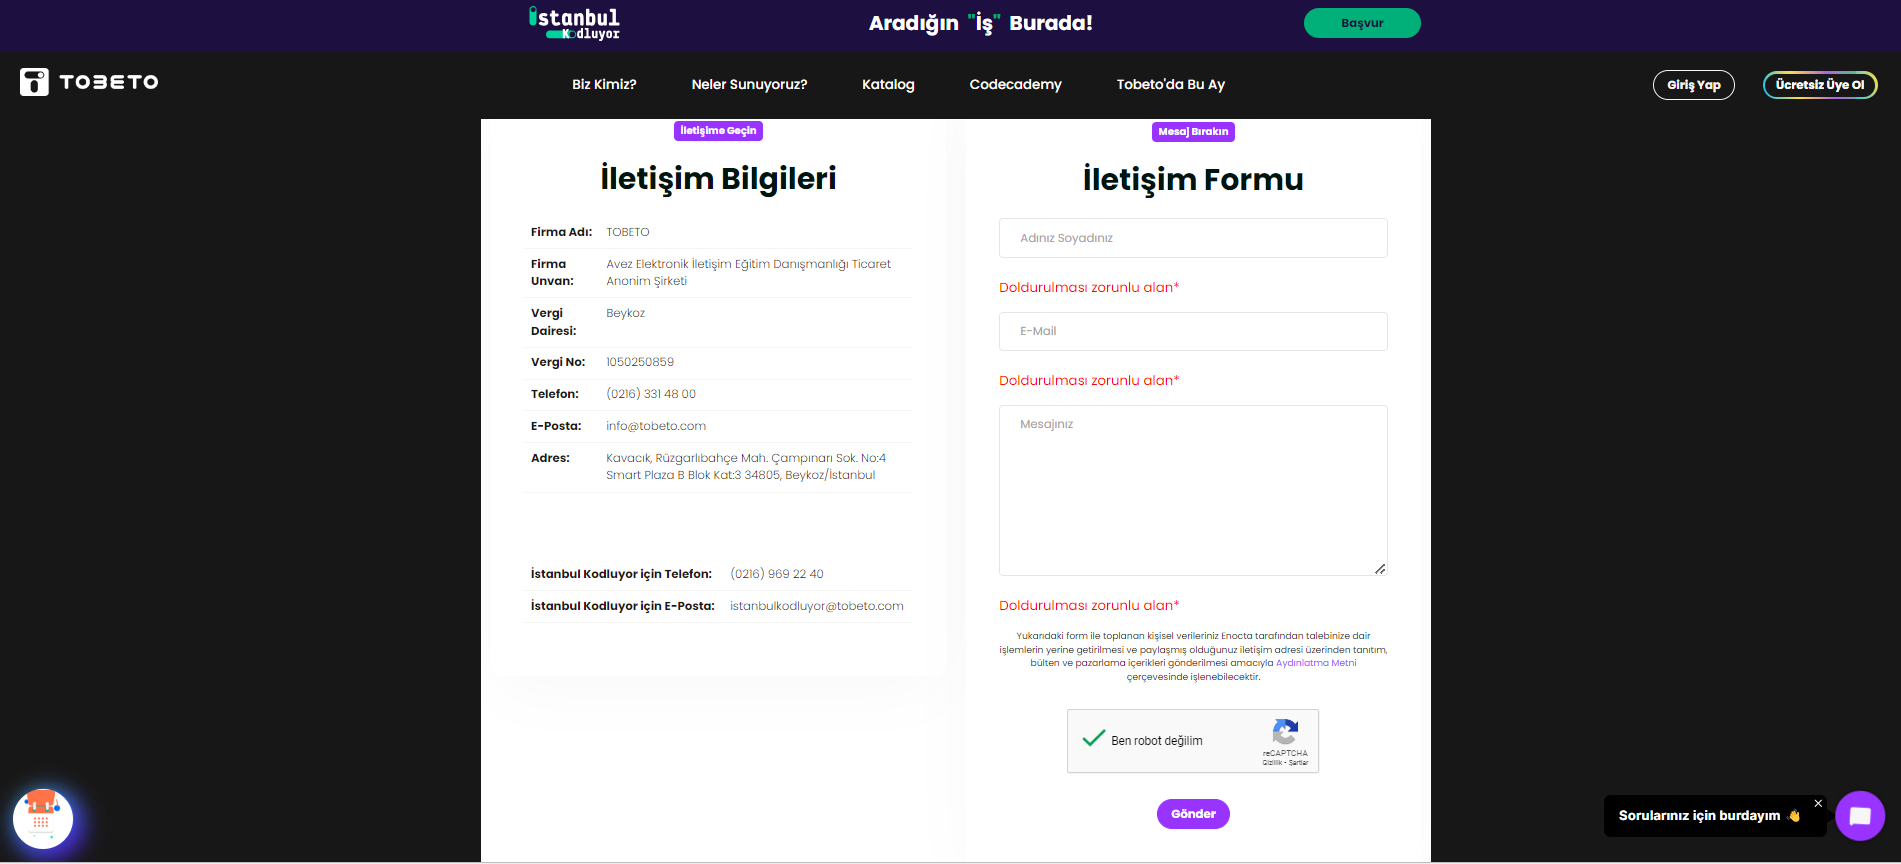 istanbul
Kodluyor
Aradığın "İş" Burada!
Başvur
TOBETO
Biz Kimiz?
Neler Sunuyoruz?
Katalog
Codecademy
Tobeto'da Bu Ay
Giriş Yap
Ücretsiz Üye Ol
İletişime Geçin
İletişim Bilgileri
Firma Adı: TOBETO
Firma Unvan: Avez Elektronik İletişim Eğitim Danışmanlığı Ticaret
Anonim Şirketi
Vergi Dairesi: Beykoz
Vergi No: 1050250859
Telefon: (0216) 331 48 00
E-Posta: info@tobeto.com
Adres: Kavacık, Rüzgarlıbahçe Mah. Çampınarı Sok. No:4
Smart Plaza B Blok Kat:3 34805, Beykoz/İstanbul
İstanbul Kodluyor için Telefon: (0216) 969 22 40
İstanbul Kodluyor için E-Posta: istanbulkodluyor@tobeto.com
Mesaj Bırakın
İletişim Formu
Adınız Soyadınız
Doldurulması zorunlu alan*
E-Mail
Doldurulması zorunlu alan*
Mesajınız
Doldurulması zorunlu alan*
Yukarıdaki form ile toplanan kişisel verileriniz Enocta tarafından talebinize dair
işlemlerin yerine getirilmesi ve paylaşmış olduğunuz iletişim adresi üzerinden tanıtım,
bülten ve pazarlama içerikleri gönderilmesi amacıyla Aydınlatma Metni
çerçevesinde işlenebilecektir.
Ben robot değilim
reCAPTCHA
Gizlilik - Şartlar
Gönder
Sorularınız için burdayım 👋